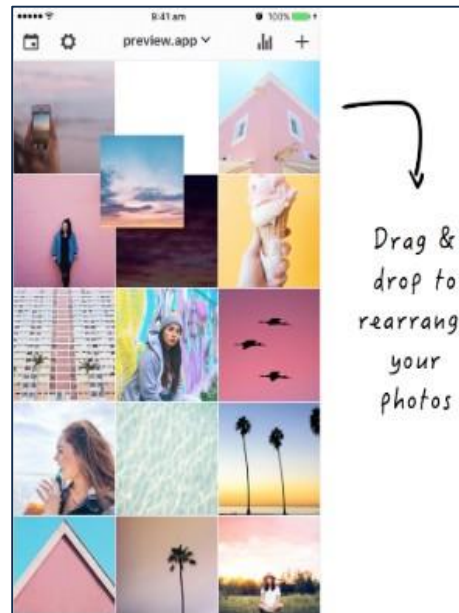 9:41 am
100%
preview.app
Drag &
drop to
rearrang
your
photos